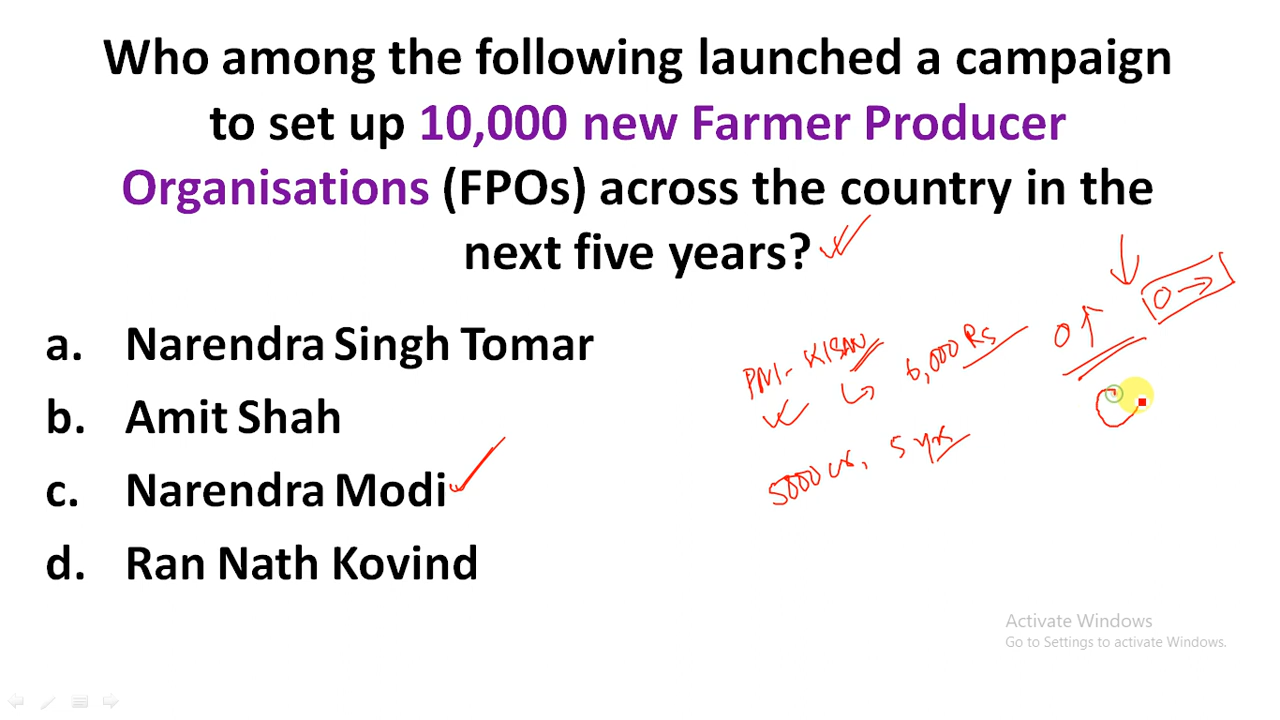 Who among the following launched a campaign
to set up 10,000 new Farmer Producer
Organisations (FPOs) across the country in the
next five years?
a. Narendra Singh Tomar
b. Amit Shah
c. Narendra Modi
d. Ran Nath Kovind
PM-KISAN
6,000 Rs
5000 cr, 5 yrs
Activate Windows
Go to Settings to activate Windows.